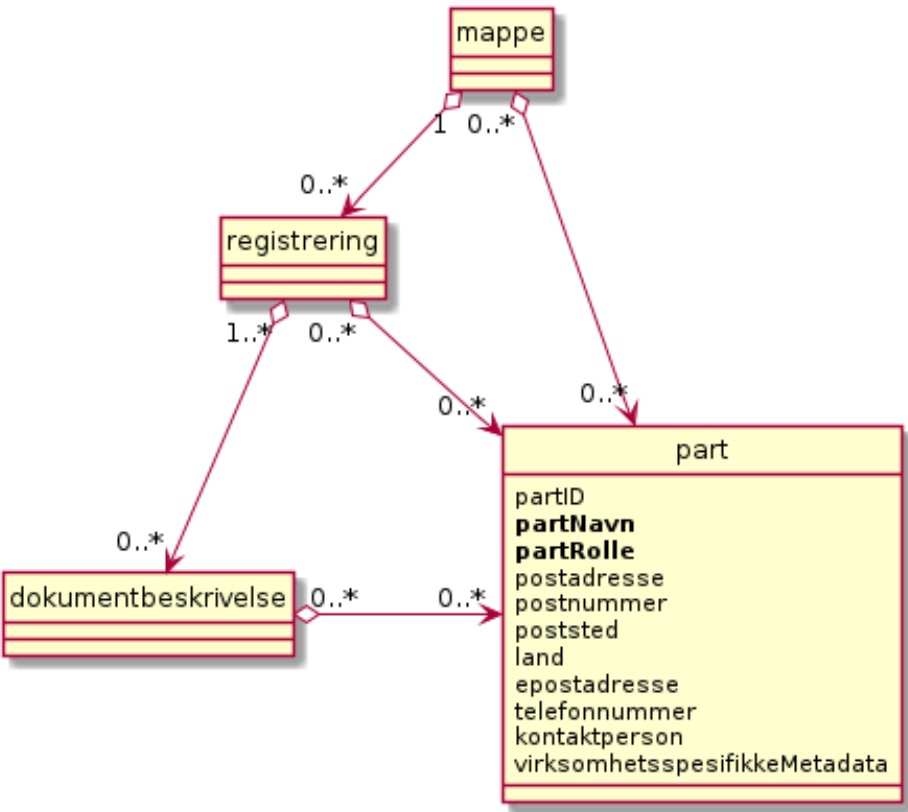 mappe
1 0..*
0..*
registrering
1..* 0..*
0..*
0..*
part
partID
partNavn
partRolle
postadresse
postnummer
poststed
land
epostadresse
telefonnummer
kontaktperson
virksomhetsspesifikkeMetadata
0..*
dokumentbeskrivelse
0..* 0..*